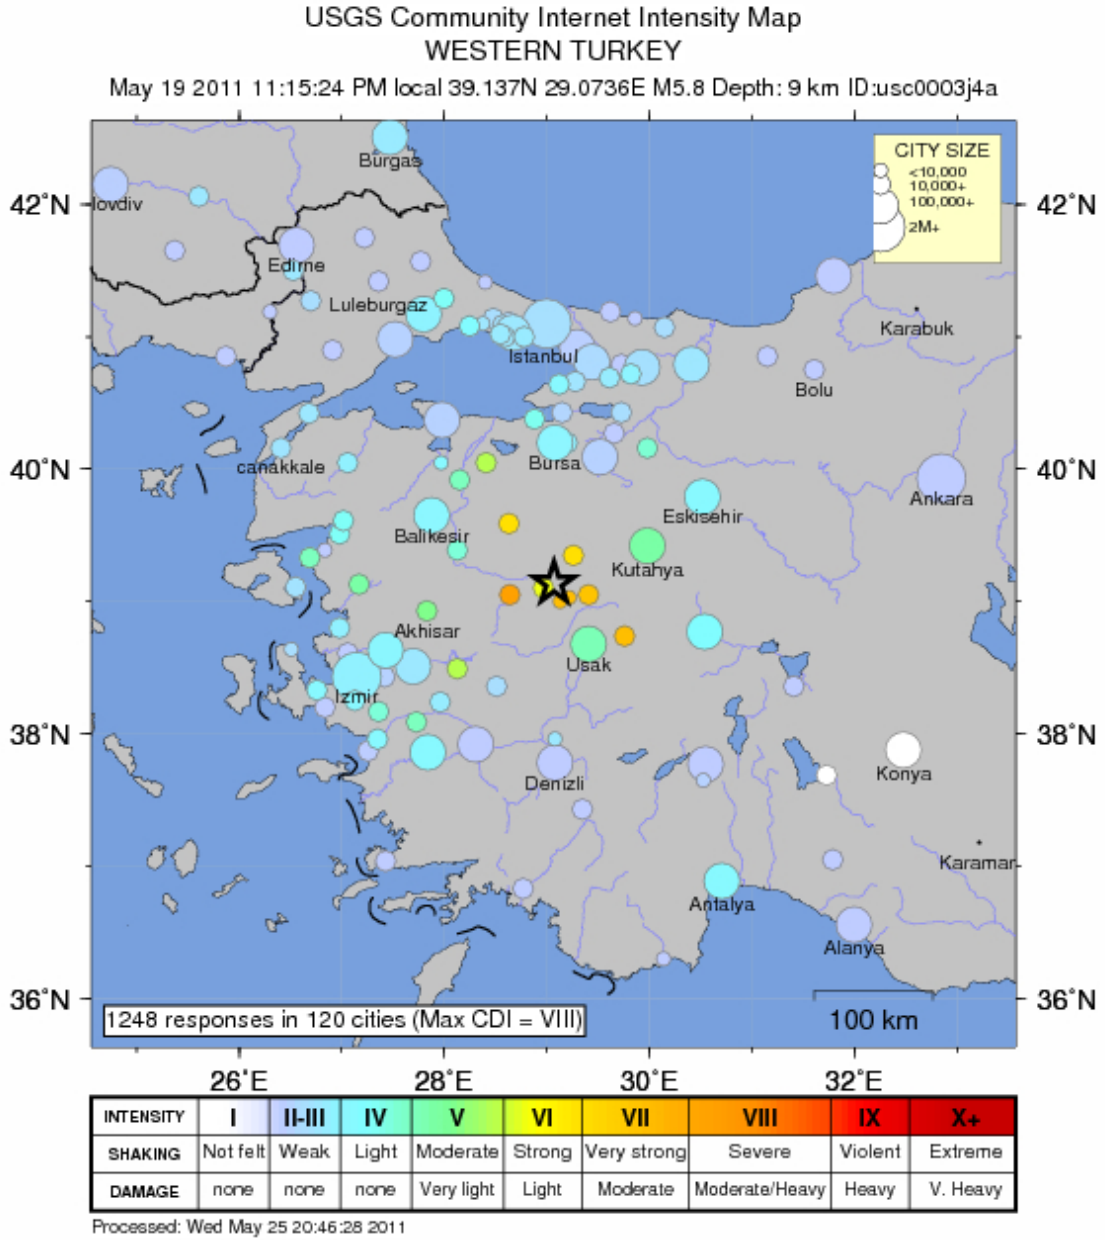 USGS Community Internet Intensity Map
WESTERN TURKEY
May 19 2011 11:15:24 PM local 39.137N 29.0736E M5.8 Depth: 9 km ID:usc0003j4a
CITY SIZE
<10,000
10,000+
100,000+
2M+
Burgas
42°N
lovdiv
42°N
Edirne
Luleburgaz
Karabuk
Istanbul
Bolu
40°N
canakkale
Bursa
40°N
Ankara
Eskisehir
Balikesir
Kutahya
Akhisar
Usak
Izmir
38°N
38°N
Konya
Denizli
Karamar
Antalya
Alanya
36°N
36°N
1248 responses in 120 cities (Max CDI = VIII)
100 km
26°E 28°E 30°E 32°E
INTENSITY I II-III IV V VI VII VIII IX X+
SHAKING Not felt Weak Light Moderate Strong Very strong Severe Violent Extreme
DAMAGE none none none Very light Light Moderate Moderate/Heavy Heavy V. Heavy
Processed: Wed May 25 20:46:28 2011